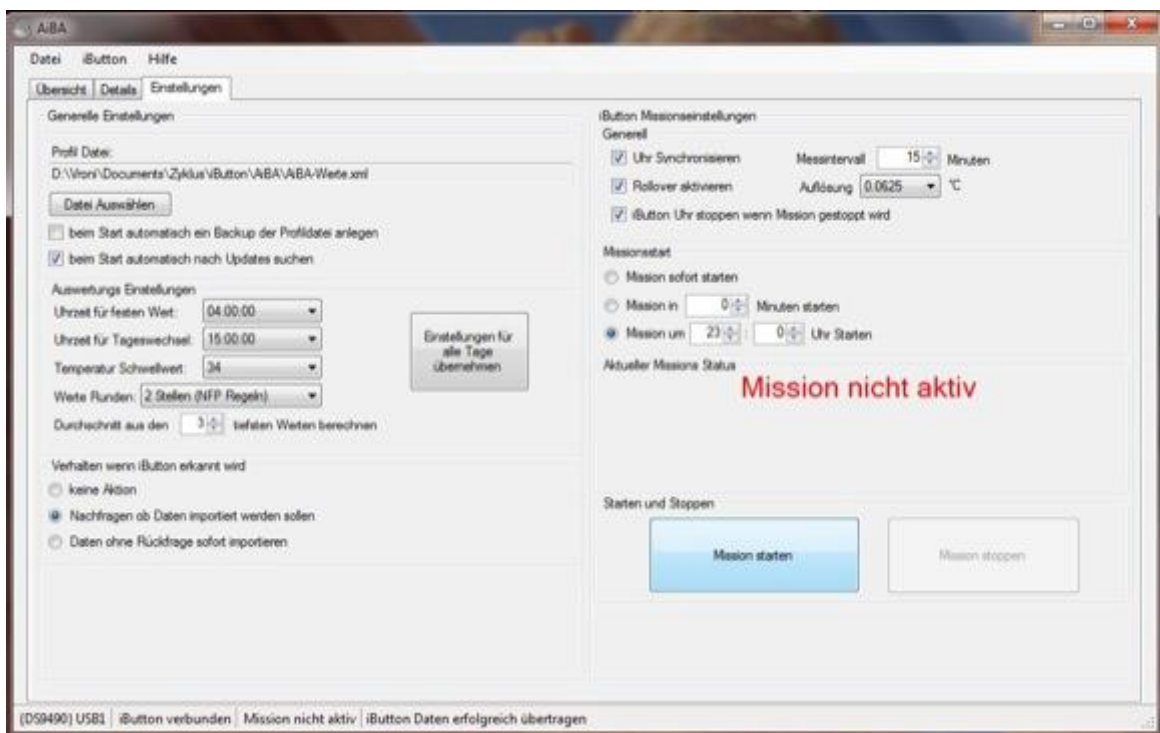 AiBA
Datei iButton Hilfe
Übersicht Details Einstellungen
Generelle Einstellungen
Profil Datei:
D:\Vroni\Documents\Zyklus\iButton\AiBA\AiBA-Werte.xml
Datei Auswählen
beim Start automatisch ein Backup der Profildatei anlegen
beim Start automatisch nach Updates suchen
Auswertungs Einstellungen
Uhrzeit für festen Wert: 04:00:00
Uhrzeit für Tageswechsel: 15:00:00
Temperatur Schwellwert: 34
Werte Runden: 2 Stellen (NFP Regeln)
Durchschnitt aus den 3 tiefsten Werten berechnen
Einstellungen für
alle Tage
übernehmen
Verhalten wenn iButton erkannt wird
keine Aktion
Nachfragen ob Daten importiert werden sollen
Daten ohne Rückfrage sofort importieren
iButton Missionseinstellungen
Generell
Uhr Synchronisieren Messintervall 15 Minuten
Rollover aktivieren Auflösung 0.0625 °C
iButton Uhr stoppen wenn Mission gestoppt wird
Missionsstart
Mission sofort starten
Mission in 0 Minuten starten
Mission um 23 : 0 Uhr Starten
Aktueller Missions Status
Mission nicht aktiv
Starten und Stoppen
Mission starten Mission stoppen
(DS9490) USB1 iButton verbunden Mission nicht aktiv iButton Daten erfolgreich übertragen